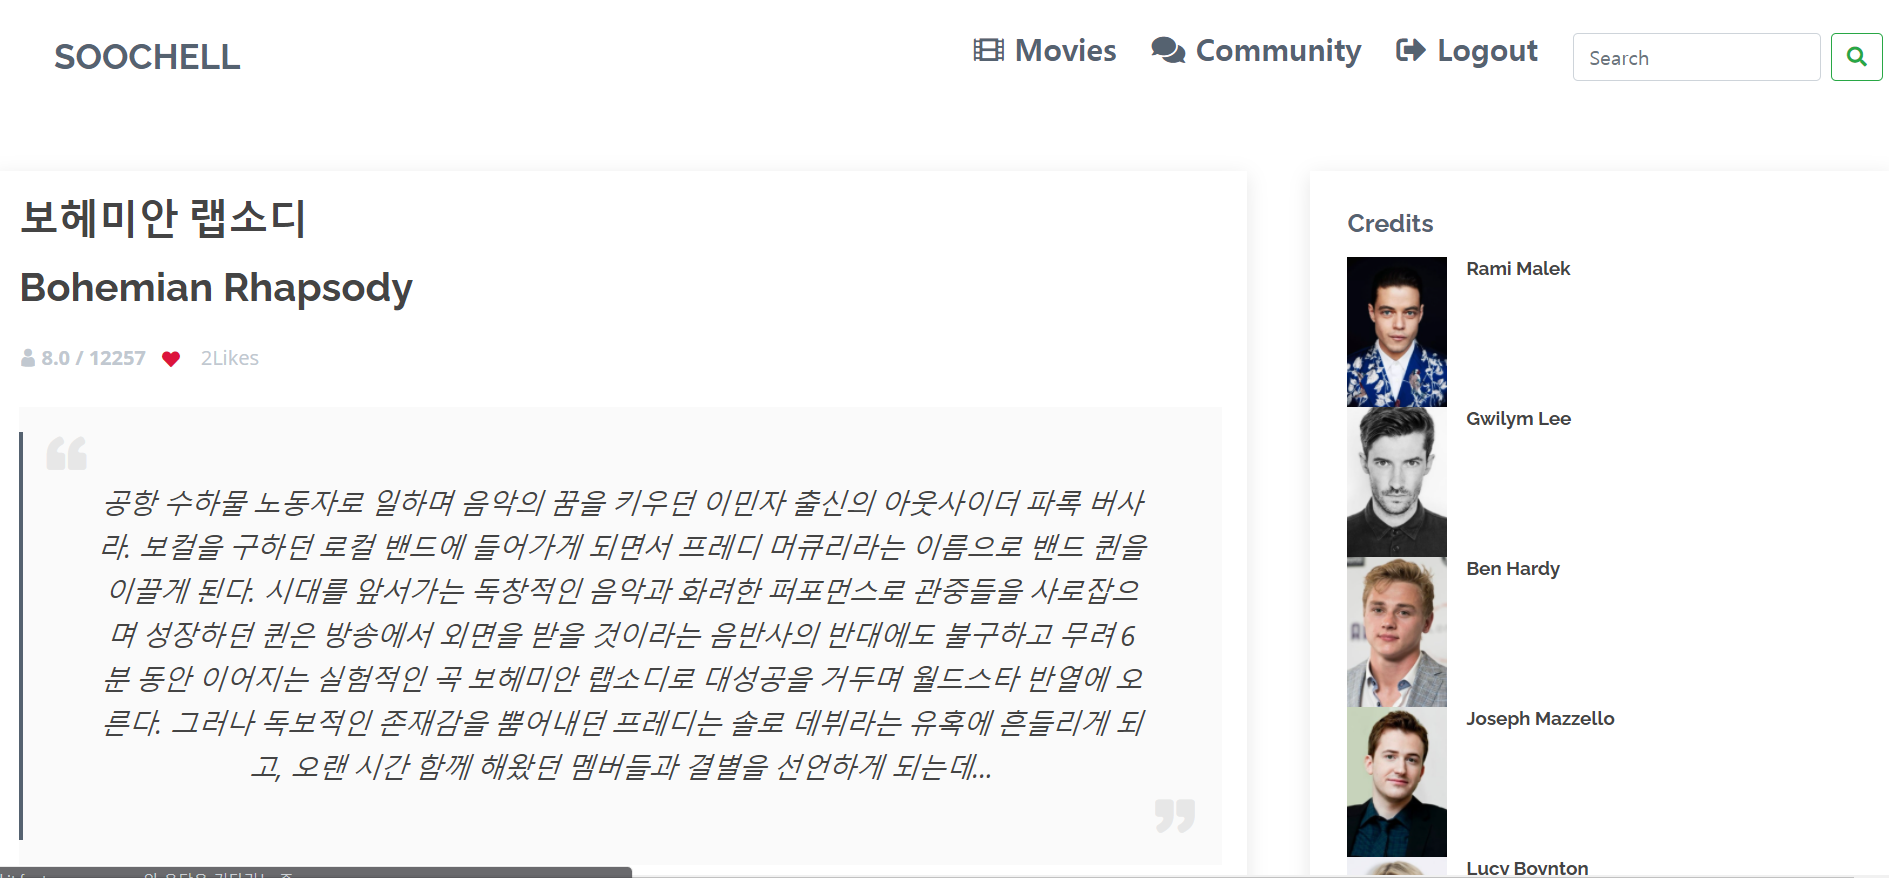 SOOCHELL
Movies
Community
Logout
Search
보헤미안 랩소디
Bohemian Rhapsody
8.0 / 12257
2Likes
공항 수하물 노동자로 일하며 음악의 꿈을 키우던 이민자 출신의 아웃사이더 파록 버사
라. 보컬을 구하던 로컬 밴드에 들어가게 되면서 프레디 머큐리라는 이름으로 밴드 퀸을
이끌게 된다. 시대를 앞서가는 독창적인 음악과 화려한 퍼포먼스로 관중들을 사로잡으
며 성장하던 퀸은 방송에서 외면을 받을 것이라는 음반사의 반대에도 불구하고 무려 6
분 동안 이어지는 실험적인 곡 보헤미안 랩소디로 대성공을 거두며 월드스타 반열에 오
른다. 그러나 독보적인 존재감을 뿜어내던 프레디는 솔로 데뷔라는 유혹에 흔들리게 되
고, 오랜 시간 함께 해왔던 멤버들과 결별을 선언하게 되는데...
Credits
Rami Malek
Gwilym Lee
Ben Hardy
Joseph Mazzello
Lucy Boynton